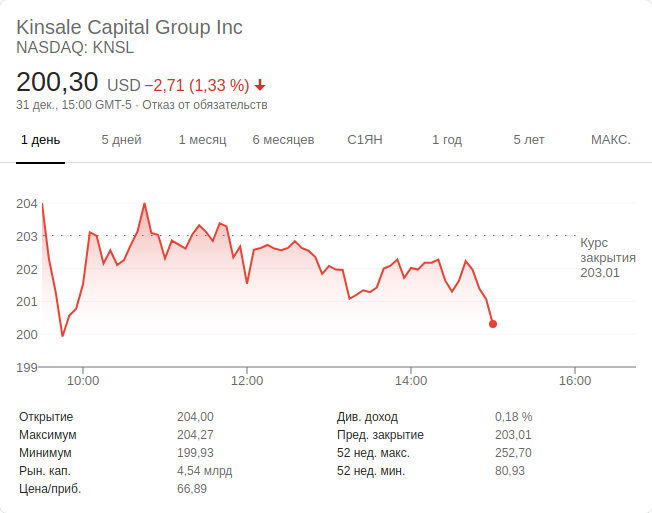 Kinsale Capital Group Inc
NASDAQ: KNSL
200,30 USD −2,71 (1,33 %)
31 дек., 15:00 GMT-5 · Отказ от обязательств
1 день 5 дней 1 месяц 6 месяцев С1ЯН 1 год 5 лет МАКС.
204
203
202
201
200
199
Курс
закрытия
203,01
10:00 12:00 14:00 16:00
Открытие 204,00 Див. доход 0,18 %
Максимум 204,27 Пред. закрытие 203,01
Минимум 199,93 52 нед. макс. 252,70
Рын. кап. 4,54 млрд 52 нед. мин. 80,93
Цена/приб. 66,89